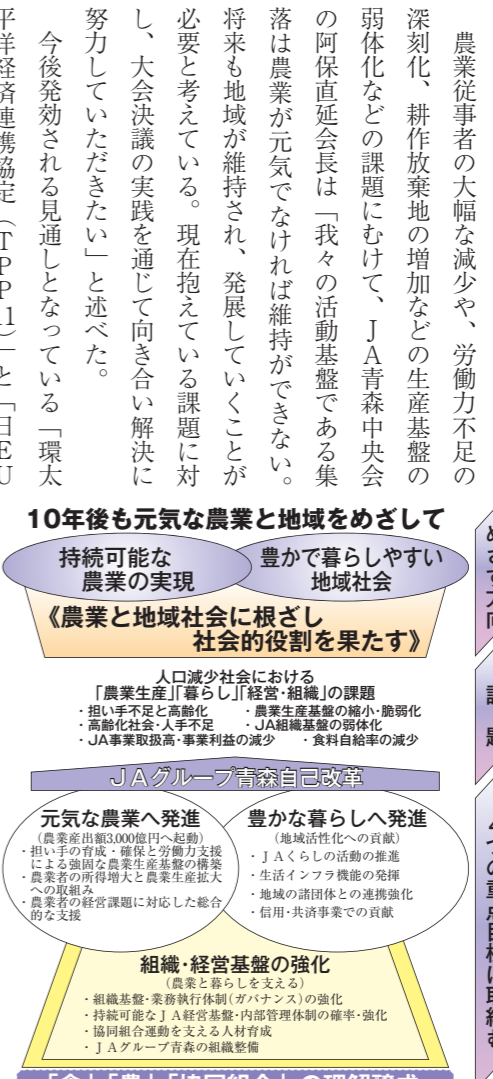 農業従事者の大幅な減少や、労働力不足の
深刻化、耕作放棄地の増加などの生産基盤の
弱体化などの課題にむけて、ＪＡ青森中央会
の阿保直延会長は「我々の活動基盤である集
落は農業が元気でなければ維持ができない。
将来も地域が維持され、発展していくことが
必要と考えている。現在抱えている課題に対
し、大会決議の実践を通じて向き合い解決に
努力していただきたい」と述べた。
今後発効される見通しとなっている「環太
平洋経済連携協定（ＴＰＰ11）」と「日ＥＵ
10年後も元気な農業と地域をめざして
持続可能な
農業の実現
豊かで暮らしやすい
地域社会
《農業と地域社会に根ざし
社会的役割を果たす》
人口減少社会における
「農業生産」「暮らし」「経営・組織」の課題
・担い手不足と高齢化　・農業生産基盤の縮小・脆弱化
・高齢化社会・人手不足　・JA組織基盤の弱体化
・JA事業取扱高・事業利益の減少　・食料自給率の減少
ＪＡグループ青森自己改革
元気な農業へ発進
（農業産出額3,000億円へ起動）
・担い手の育成・確保と労働力支援
による強固な農業生産基盤の構築
・農業者の所得増大と農業生産拡大
への取組み
・農業者の経営課題に対応した総合
的な支援
豊かな暮らしへ発進
（地域活性化への貢献）
・ＪＡくらしの活動の推進
・生活インフラ機能の発揮
・地域の諸団体との連携強化
・信用・共済事業での貢献
組織・経営基盤の強化
（農業と暮らしを支える）
・組織基盤・業務執行体制（ガバナンス）の強化
・持続可能なＪＡ経営基盤・内部管理体制の確率・強化
・協同組合運動を支える人材育成
・ＪＡグループ青森の組織整備
「食」「農」「協同組合」の理解醸成
めざす方向
課題